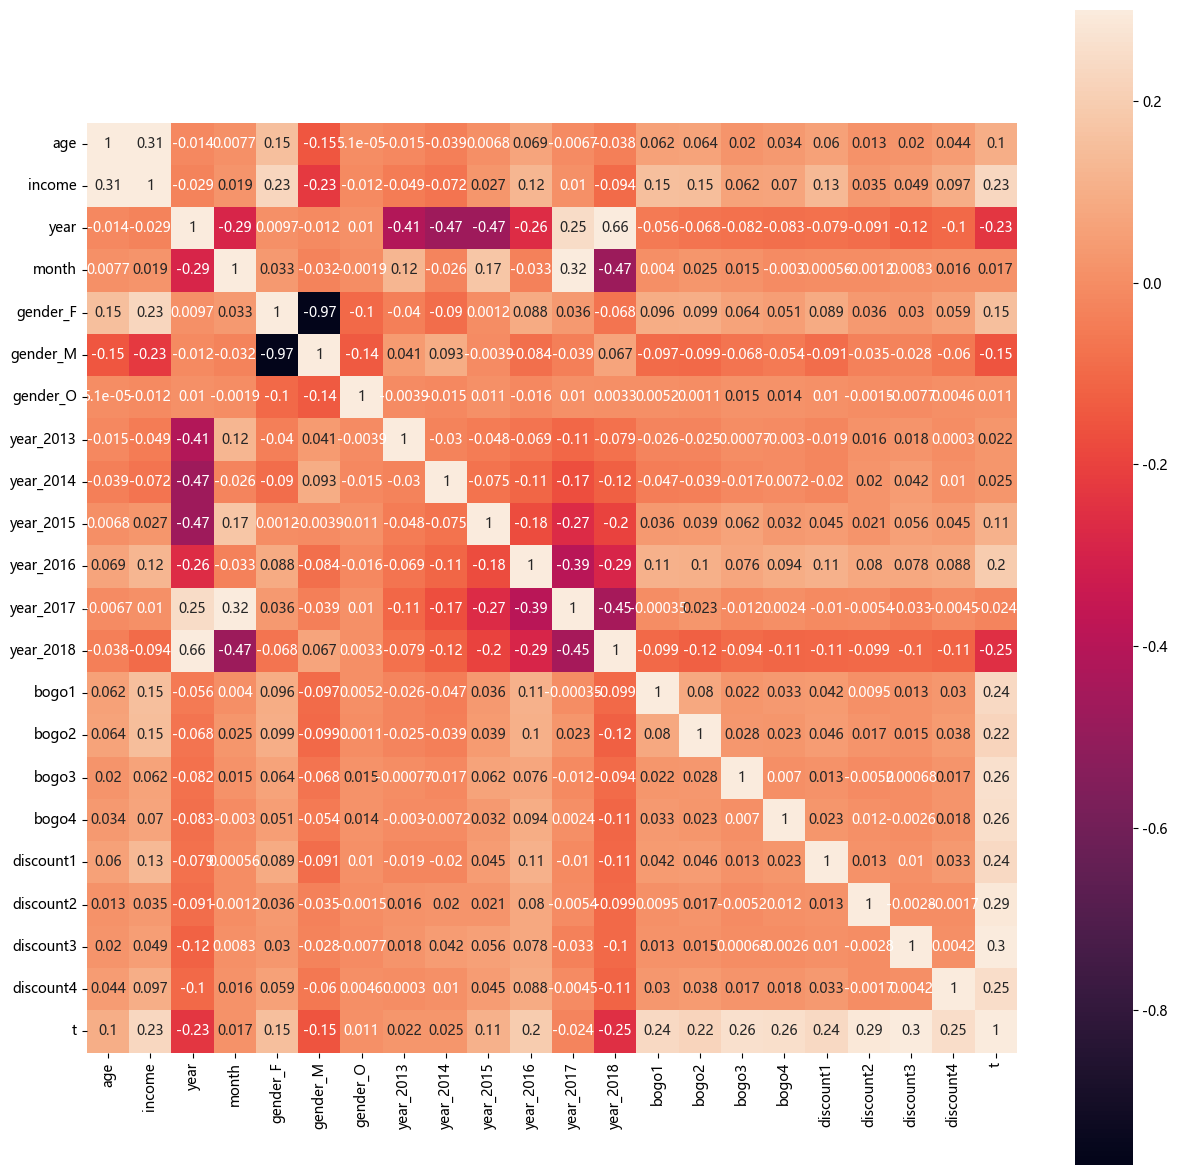 age 1 0.31 -0.014 0.0077 0.15 -0.15 5.1e-05 -0.015 -0.039 0.0068 0.069 -0.0067 -0.038 0.062 0.064 0.02 0.034 0.06 0.013 0.02 0.044 0.1
income 0.31 1 -0.029 0.019 0.23 -0.23 -0.012 -0.049 -0.072 0.027 0.12 0.01 -0.094 0.15 0.15 0.062 0.07 0.13 0.035 0.049 0.097 0.23
year -0.014 -0.029 1 -0.29 0.0097 -0.012 0.01 -0.41 -0.47 -0.47 -0.26 0.25 0.66 -0.056 -0.068 -0.082 -0.083 -0.079 -0.091 -0.12 -0.1 -0.23
month 0.0077 0.019 -0.29 1 0.033 -0.032 -0.0019 0.12 -0.026 0.17 -0.033 0.32 -0.47 0.004 0.025 0.015 -0.003 0.00056 -0.0012 0.0083 0.016 0.017
gender_F 0.15 0.23 0.0097 0.033 1 -0.97 -0.1 -0.04 -0.09 0.0012 0.088 0.036 -0.068 0.096 0.099 0.064 0.051 0.089 0.036 0.03 0.059 0.15
gender_M -0.15 -0.23 -0.012 -0.032 -0.97 1 -0.14 0.041 0.093 -0.0039 -0.084 -0.039 0.067 -0.097 -0.099 -0.068 -0.054 -0.091 -0.035 -0.028 -0.06 -0.15
gender_O 5.1e-05 -0.012 0.01 -0.0019 -0.1 -0.14 1 -0.0039 -0.015 0.011 -0.016 0.01 0.0033 0.0052 0.0011 0.015 0.014 0.01 -0.0015 -0.0077 0.0046 0.011
year_2013 -0.015 -0.049 -0.41 0.12 -0.04 0.041 -0.0039 1 -0.03 -0.048 -0.069 -0.11 -0.079 -0.026 -0.025 -0.00077 -0.003 -0.019 0.016 0.018 0.0003 0.022
year_2014 -0.039 -0.072 -0.47 -0.026 -0.09 0.093 -0.015 -0.03 1 -0.075 -0.11 -0.17 -0.12 -0.047 -0.039 -0.017 -0.0072 -0.02 0.02 0.042 0.01 0.025
year_2015 0.0068 0.027 -0.47 0.17 0.0012 -0.0039 0.011 -0.048 -0.075 1 -0.18 -0.27 -0.2 0.036 0.039 0.062 0.032 0.045 0.021 0.056 0.045 0.11
year_2016 0.069 0.12 -0.26 -0.033 0.088 -0.084 -0.016 -0.069 -0.11 -0.18 1 -0.39 -0.29 0.11 0.1 0.076 0.094 0.11 0.08 0.078 0.088 0.2
year_2017 -0.0067 0.01 0.25 0.32 0.036 -0.039 0.01 -0.11 -0.17 -0.27 -0.39 1 -0.45 -0.00035 0.023 -0.012 0.0024 -0.01 -0.0054 -0.033 -0.0045 -0.024
year_2018 -0.038 -0.094 0.66 -0.47 -0.068 0.067 0.0033 -0.079 -0.12 -0.2 -0.29 -0.45 1 -0.099 -0.12 -0.094 -0.11 -0.11 -0.099 -0.1 -0.11 -0.25
bogo1 0.062 0.15 -0.056 0.004 0.096 -0.097 0.0052 -0.026 -0.047 0.036 0.11 -0.00035 -0.099 1 0.08 0.022 0.033 0.042 0.0095 0.013 0.03 0.24
bogo2 0.064 0.15 -0.068 0.025 0.099 -0.099 0.0011 -0.025 -0.039 0.039 0.1 0.023 -0.12 0.08 1 0.028 0.023 0.046 0.017 0.015 0.038 0.22
bogo3 0.02 0.062 -0.082 0.015 0.064 -0.068 0.015 -0.00077 -0.017 0.062 0.076 -0.012 -0.094 0.022 0.028 1 0.007 0.013 -0.0052 0.00068 0.017 0.26
bogo4 0.034 0.07 -0.083 -0.003 0.051 -0.054 0.014 -0.003 -0.0072 0.032 0.094 0.0024 -0.11 0.033 0.023 0.007 1 0.023 0.012 -0.0026 0.018 0.26
discount1 0.06 0.13 -0.079 0.00056 0.089 -0.091 0.01 -0.019 -0.02 0.045 0.11 -0.01 -0.11 0.042 0.046 0.013 0.023 1 0.013 0.01 0.033 0.24
discount2 0.013 0.035 -0.091 -0.0012 0.036 -0.035 -0.0015 0.016 0.02 0.021 0.08 -0.0054 -0.099 0.0095 0.017 -0.0052 0.012 0.013 1 -0.0028 -0.0017 0.29
discount3 0.02 0.049 -0.12 0.0083 0.03 -0.028 -0.0077 0.018 0.042 0.056 0.078 -0.033 -0.1 0.013 0.015 0.00068 -0.0026 0.01 -0.0028 1 0.0042 0.3
discount4 0.044 0.097 -0.1 0.016 0.059 -0.06 0.0046 0.0003 0.01 0.045 0.088 -0.0045 -0.11 0.03 0.038 0.017 0.018 0.033 -0.0017 0.0042 1 0.25
t 0.1 0.23 -0.23 0.017 0.15 -0.15 0.011 0.022 0.025 0.11 0.2 -0.024 -0.25 0.24 0.22 0.26 0.26 0.24 0.29 0.3 0.25 1
age income year month gender_F gender_M gender_O year_2013 year_2014 year_2015 year_2016 year_2017 year_2018 bogo1 bogo2 bogo3 bogo4 discount1 discount2 discount3 discount4 t
0.2
0.0
-0.2
-0.4
-0.6
-0.8